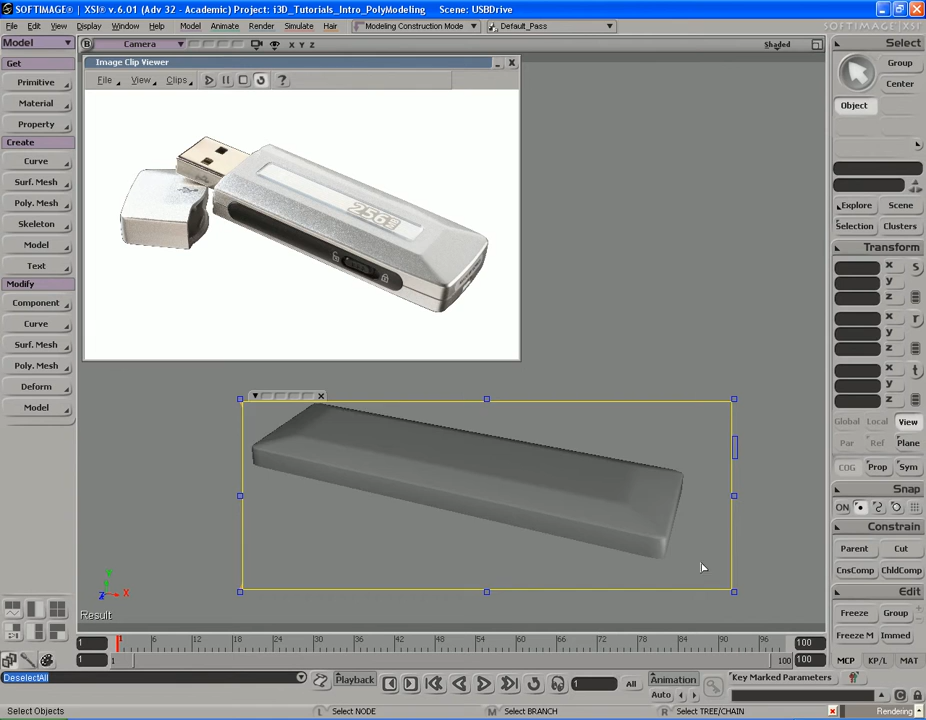 SOFTIMAGE® | XSI® v.6.01 (Adv 32 - Academic) Project: i3D_Tutorials_Intro_PolyModeling    Scene: USBDrive
File Edit View Display Window Help Model Animate Render Simulate Hair Modeling Construction Mode Default_Pass
Model
B Camera X Y Z Shaded
Select
Image Clip Viewer
Get
File View Clips ?
Primitive
Material
Property
Create
Curve
Surf. Mesh
Poly. Mesh
Skeleton
Model
Text
Modify
Component
Curve
Surf. Mesh
Poly. Mesh
Deform
Model
256
Group
Center
Object
Explore Scene
Selection Clusters
Transform
x s
y
z
x r
y
z
x t
y
z
Global Local View
Par Ref Plane
COG Prop Sym
Snap
ON
Constrain
Parent Cut
CnsComp ChldComp
Edit
Freeze Group
Freeze M Immed
MCP KP/L MAT
Y
Z X
Result
1 1 6 12 18 24 30 36 42 48 54 60 66 72 78 84 90 96 100
1 1 100 100
DeselectAll Playback 1 All Animation Key Marked Parameters
Auto
Select Objects L Select NODE M Select BRANCH R Select TREE/CHAIN Rendering